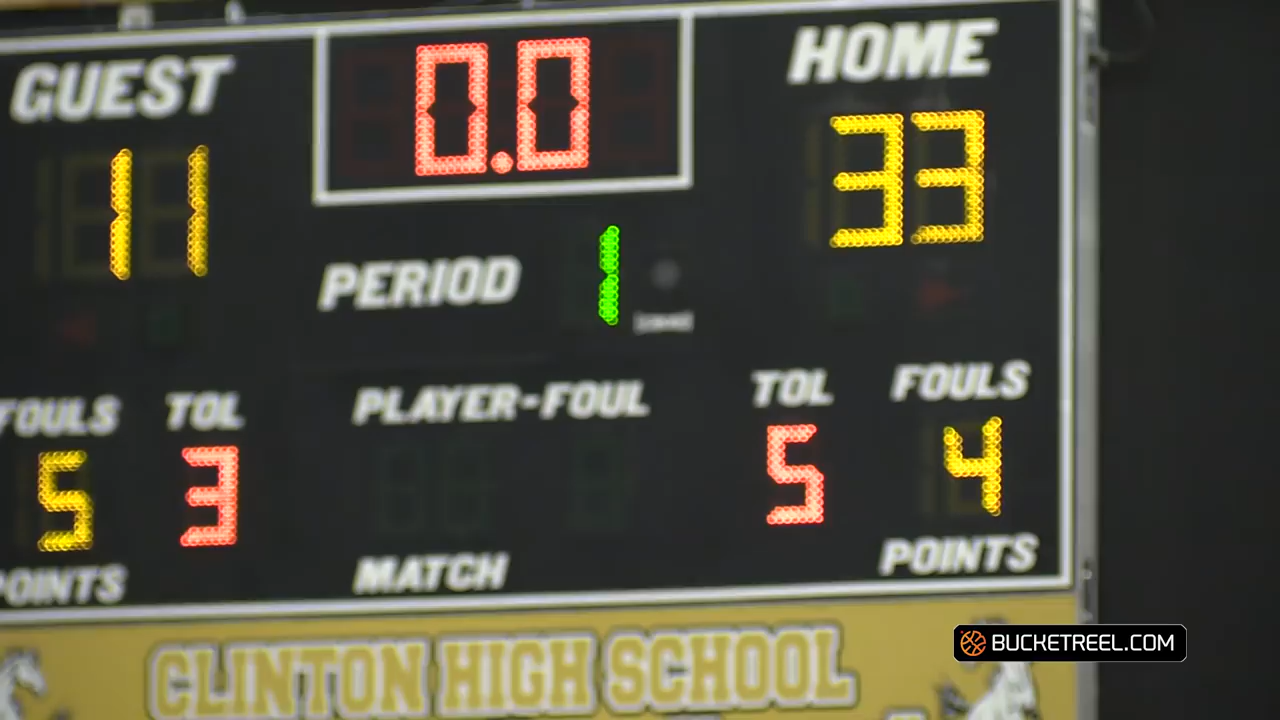 GUEST 0.0 HOME
11 33
PERIOD 1
FOULS TOL PLAYER-FOUL TOL FOULS
5 3 5 4
POINTS MATCH POINTS
CLINTON HIGH SCHOOL
BUCKETREEL.COM